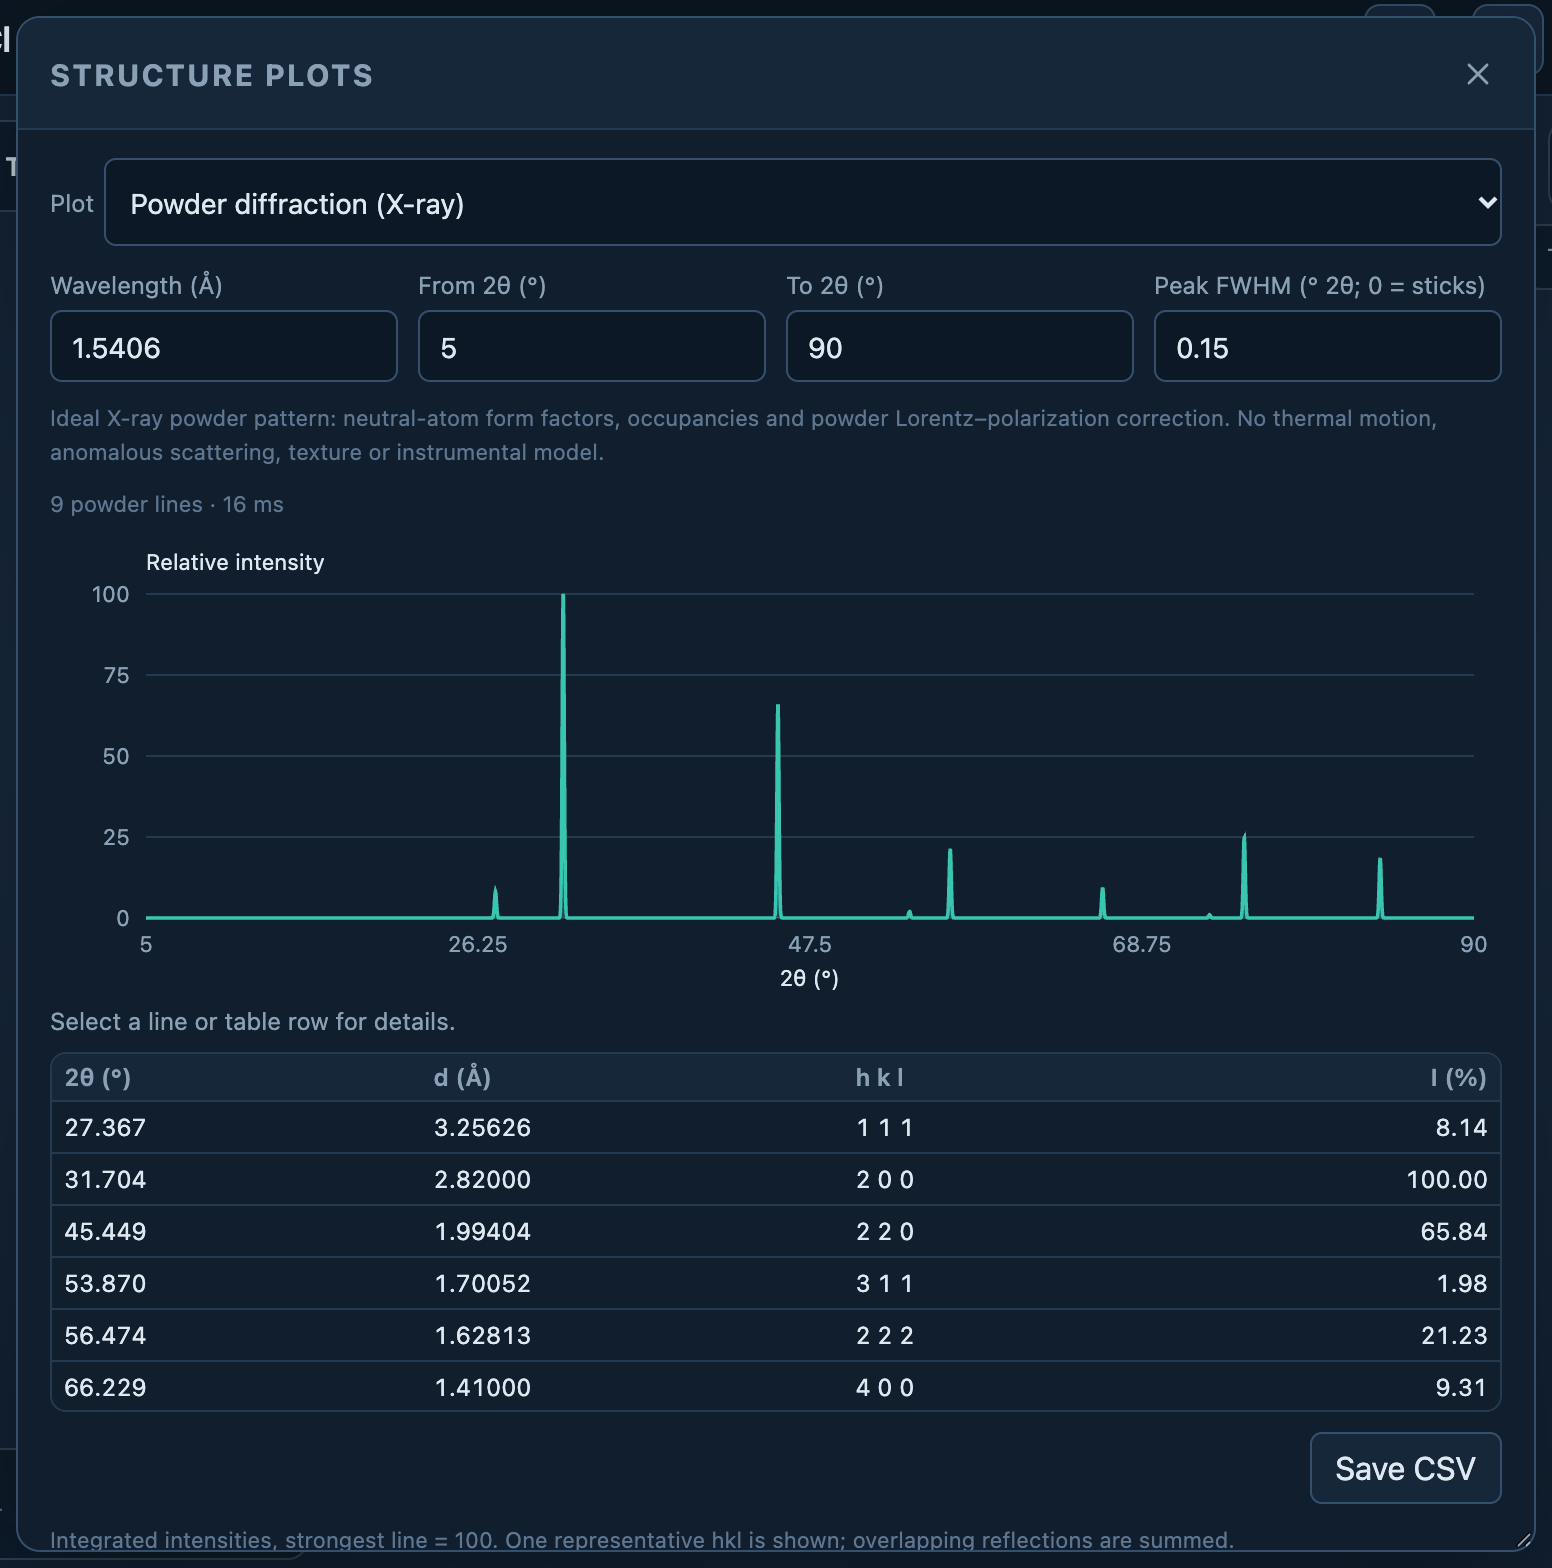 STRUCTURE PLOTS
Plot
Powder diffraction (X-ray)
Wavelength (Å) From 2θ (°) To 2θ (°) Peak FWHM (° 2θ; 0 = sticks)
1.5406 5 90 0.15
Ideal X-ray powder pattern: neutral-atom form factors, occupancies and powder Lorentz–polarization correction. No thermal motion,
anomalous scattering, texture or instrumental model.
9 powder lines · 16 ms
Relative intensity
100
75
50
25
0
5 26.25 47.5 68.75 90
2θ (°)
Select a line or table row for details.
2θ (°) d (Å) h k l I (%)
27.367 3.25626 1 1 1 8.14
31.704 2.82000 2 0 0 100.00
45.449 1.99404 2 2 0 65.84
53.870 1.70052 3 1 1 1.98
56.474 1.62813 2 2 2 21.23
66.229 1.41000 4 0 0 9.31
Save CSV
Integrated intensities, strongest line = 100. One representative hkl is shown; overlapping reflections are summed.